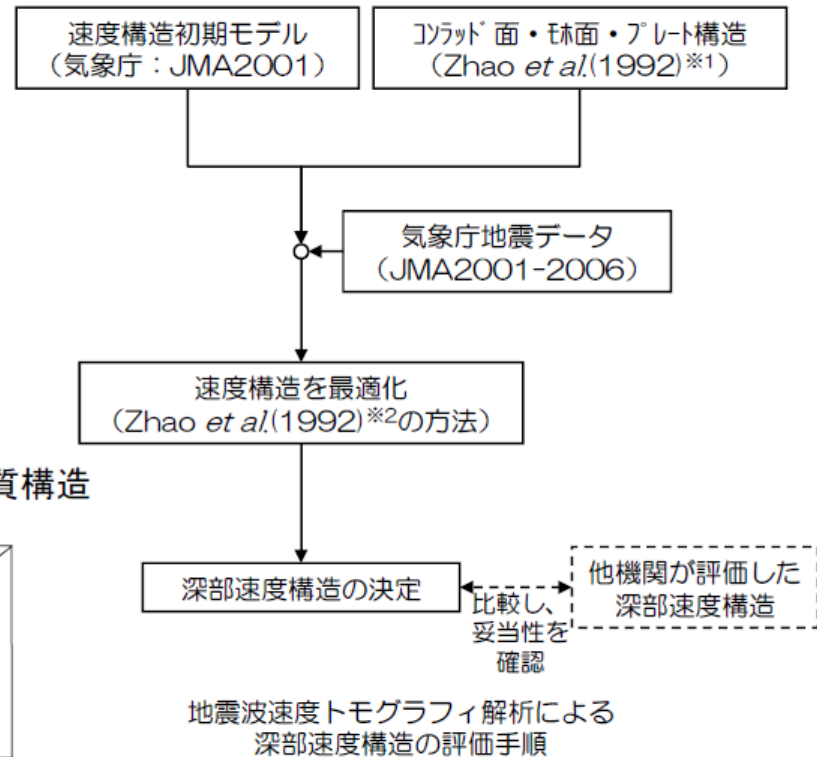 速度構造初期モデル
（気象庁：JMA2001）
ｺﾝﾗｯﾄﾞ面・ﾓﾎ面・ﾌﾟﾚｰﾄ構造
（Zhao et al.(1992)※1）
気象庁地震データ
（JMA2001-2006）
速度構造を最適化
（Zhao et al.(1992)※2の方法）
質構造
深部速度構造の決定
比較し、
妥当性を
確認
他機関が評価した
深部速度構造
地震波速度トモグラフィ解析による
深部速度構造の評価手順